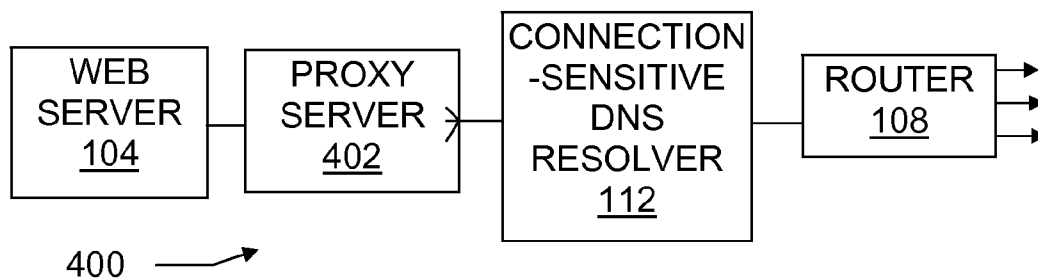 WEB
SERVER
104
PROXY
SERVER
402
CONNECTION
-SENSITIVE
DNS
RESOLVER
112
ROUTER
108
400